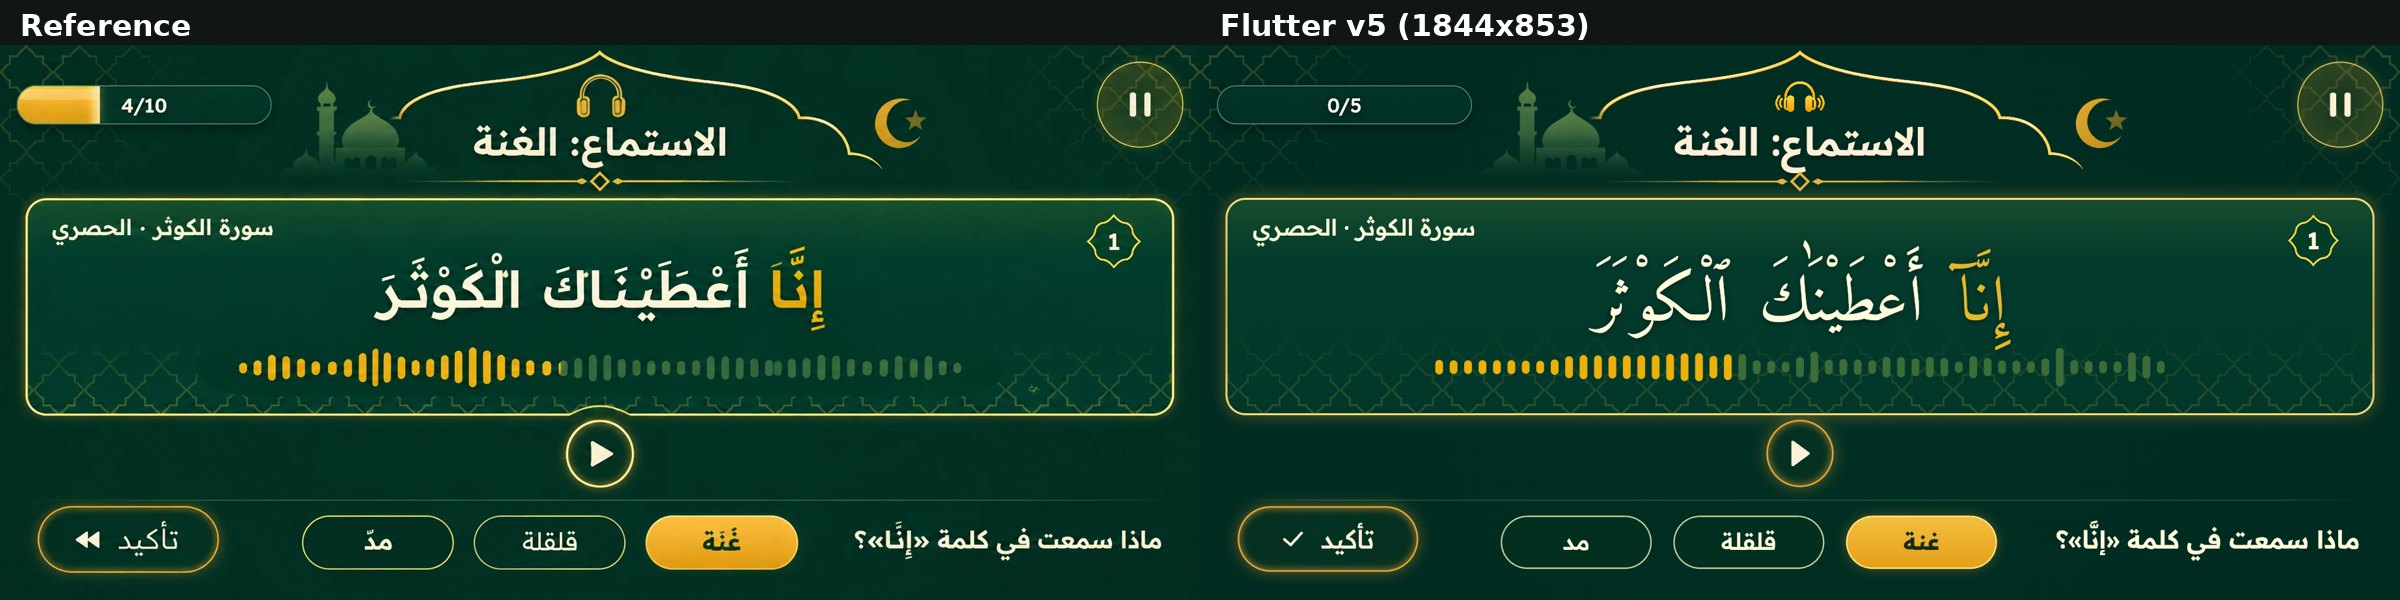 Reference
4/10
الاستماع: الغنة
سورة الكوثر · الحصري
1
إِنَّا أَعْطَيْنَاكَ الْكَوْثَرَ
ماذا سمعت في كلمة «إِنَّا»؟
غَنَة
قلقلة
مدّ
تأكيد
Flutter v5 (1844x853)
0/5
الاستماع: الغنة
سورة الكوثر · الحصري
1
إِنَّآ أَعْطَيْنَٰكَ ٱلْكَوْثَرَ
ماذا سمعت في كلمة «إنَّا»؟
غنة
قلقلة
مد
تأكيد